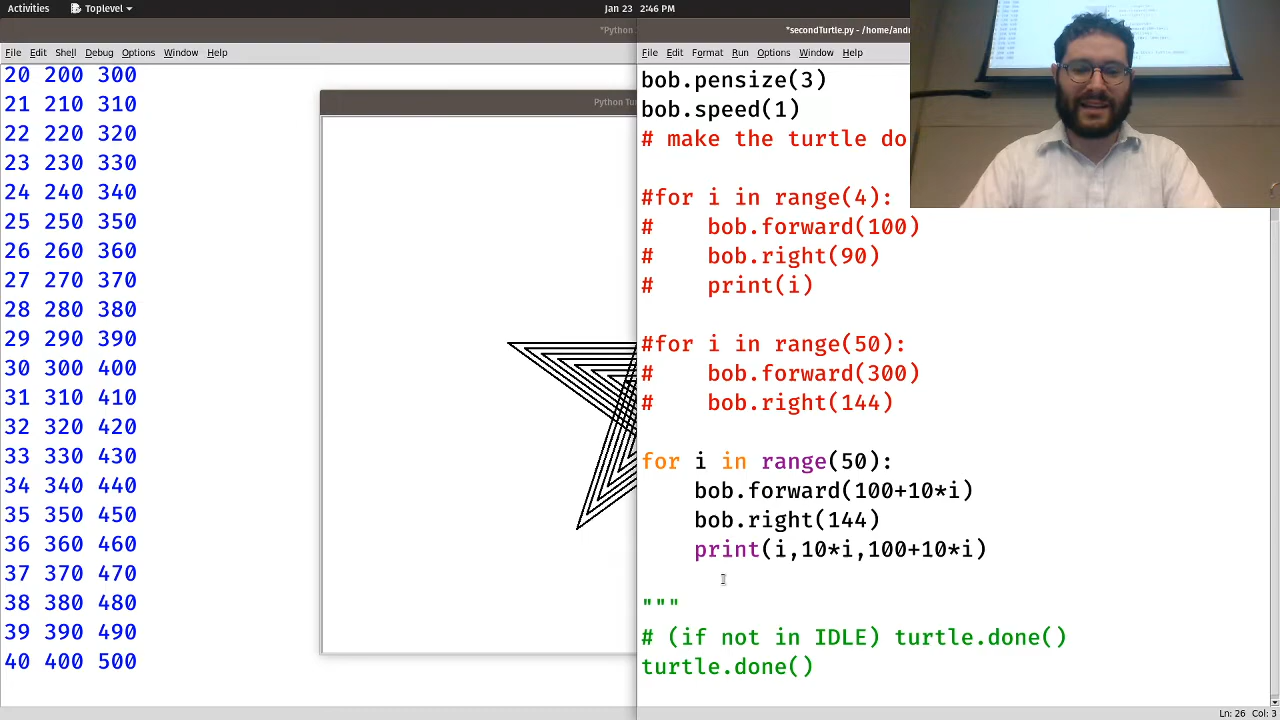 Activities
Toplevel
Jan 23 2:46 PM
*Python
*secondTurtle.py - /home/andr
File Edit Shell Debug Options Window Help
File Edit Format Options Window Help
20 200 300
21 210 310
22 220 320
23 230 330
24 240 340
25 250 350
26 260 360
27 270 370
28 280 380
29 290 390
30 300 400
31 310 410
32 320 420
33 330 430
34 340 440
35 350 450
36 360 460
37 370 470
38 380 480
39 390 490
40 400 500
Python Tu
bob.pensize(3)
bob.speed(1)
# make the turtle do
#for i in range(4):
#    bob.forward(100)
#    bob.right(90)
#    print(i)
#for i in range(50):
#    bob.forward(300)
#    bob.right(144)
for i in range(50):
    bob.forward(100+10*i)
    bob.right(144)
    print(i,10*i,100+10*i)
"""
# (if not in IDLE) turtle.done()
turtle.done()
Ln: 26 Col: 3